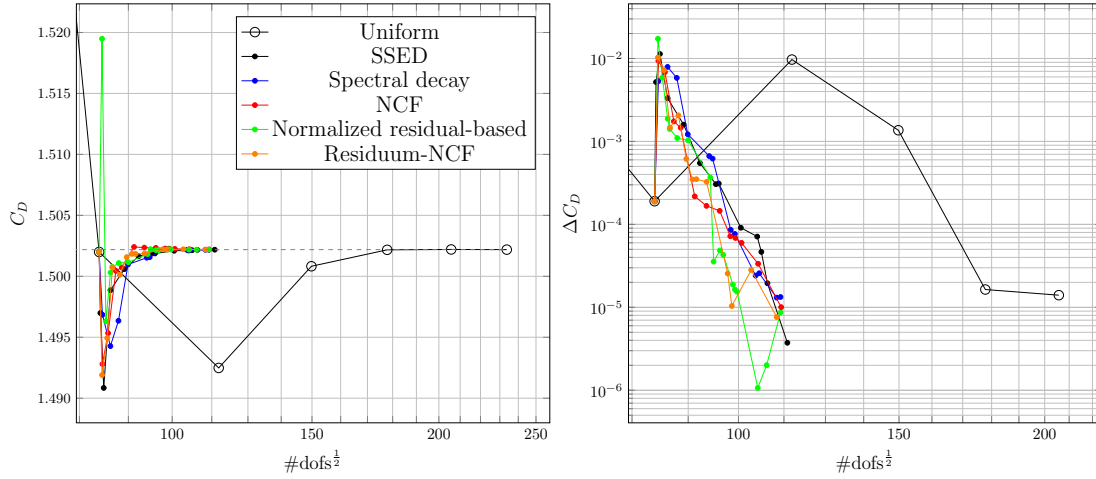 1.520
1.515
1.510
1.505
1.500
1.495
1.490
C_D
Uniform
SSED
Spectral decay
NCF
Normalized residual-based
Residuum-NCF
100
150
200
250
#dofs^{1/2}
10^{-2}
10^{-3}
10^{-4}
10^{-5}
10^{-6}
ΔC_D
100
150
200
#dofs^{1/2}